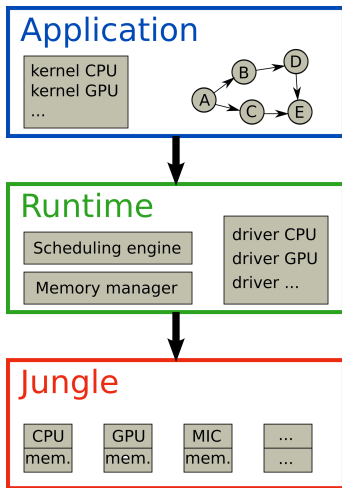 Application
kernel CPU
kernel GPU
...
A
B
C
D
E
Runtime
Scheduling engine
Memory manager
driver CPU
driver GPU
driver ...
Jungle
CPU
mem.
GPU
mem.
MIC
mem.
...
...